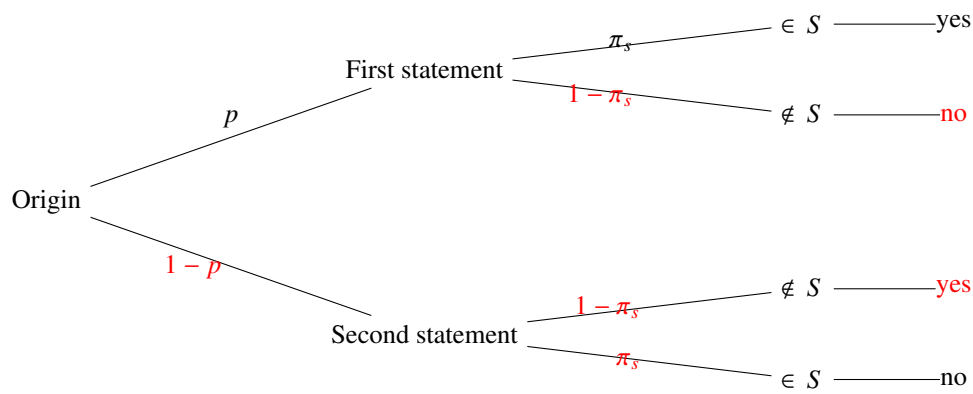 π_s
∈ S
yes
First statement
1 − π_s
∉ S
no
p
Origin
1 − p
1 − π_s
∉ S
yes
Second statement
π_s
∈ S
no